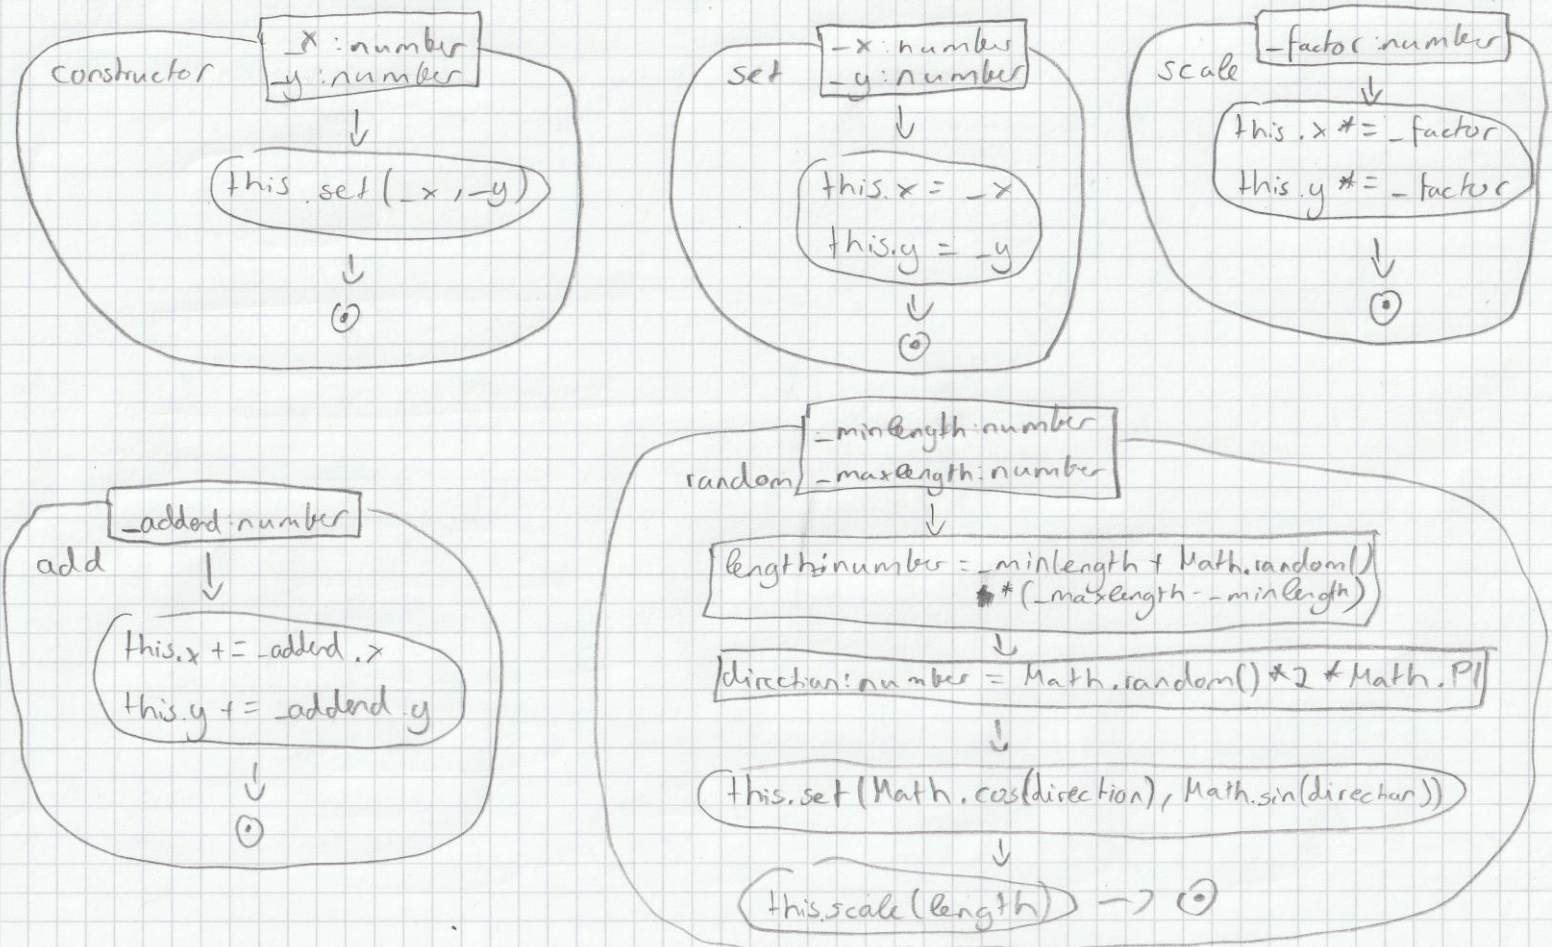 constructor
_x : number
_y : number
this.set(_x, _y)
set
_x : number
_y : number
this.x = _x
this.y = _y
scale
_factor : number
this.x *= _factor
this.y *= _factor
add
_addend : number
this.x += _addend.x
this.y += _addend.y
random
_minlength : number
_maxlength : number
length : number = _minlength + Math.random()
* (_maxlength - _minlength)
direction : number = Math.random() * 2 * Math.PI
this.set(Math.cos(direction), Math.sin(direction))
this.scale(length)